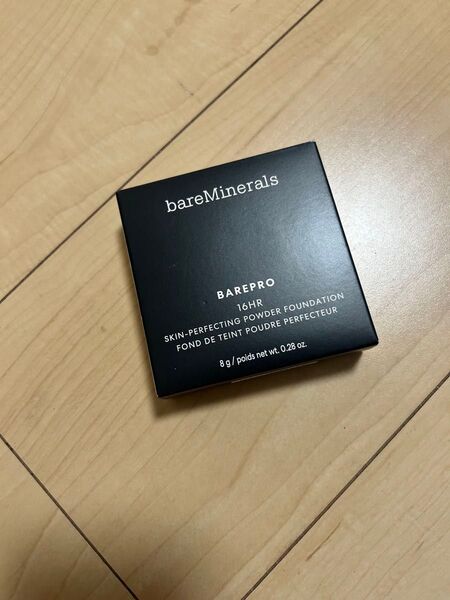 bareMinerals
BAREPRO
16HR
SKIN-PERFECTING POWDER FOUNDATION
FOND DE TEINT POUDRE PERFECTEUR
8 g / poids net wt. 0.28 oz.